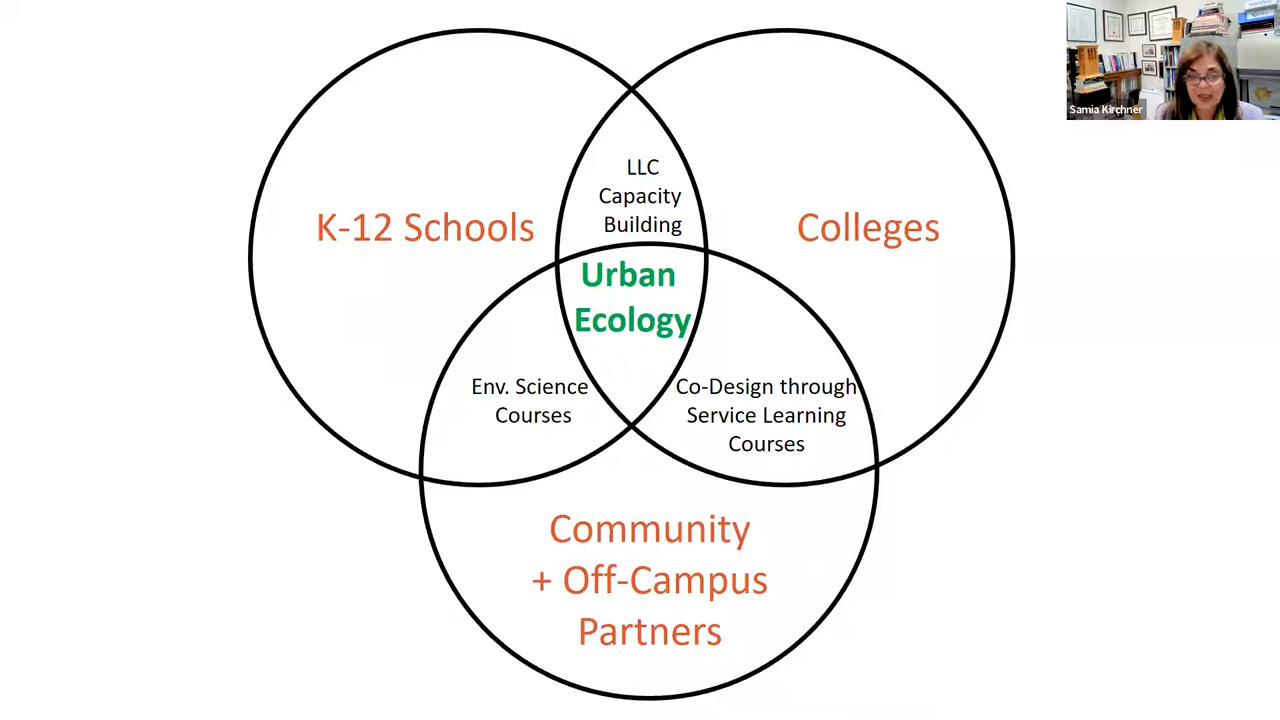 Samia Kirchner
LLC
Capacity
Building
K-12 Schools
Colleges
Urban
Ecology
Env. Science
Courses
Co-Design through
Service Learning
Courses
Community
+ Off-Campus
Partners